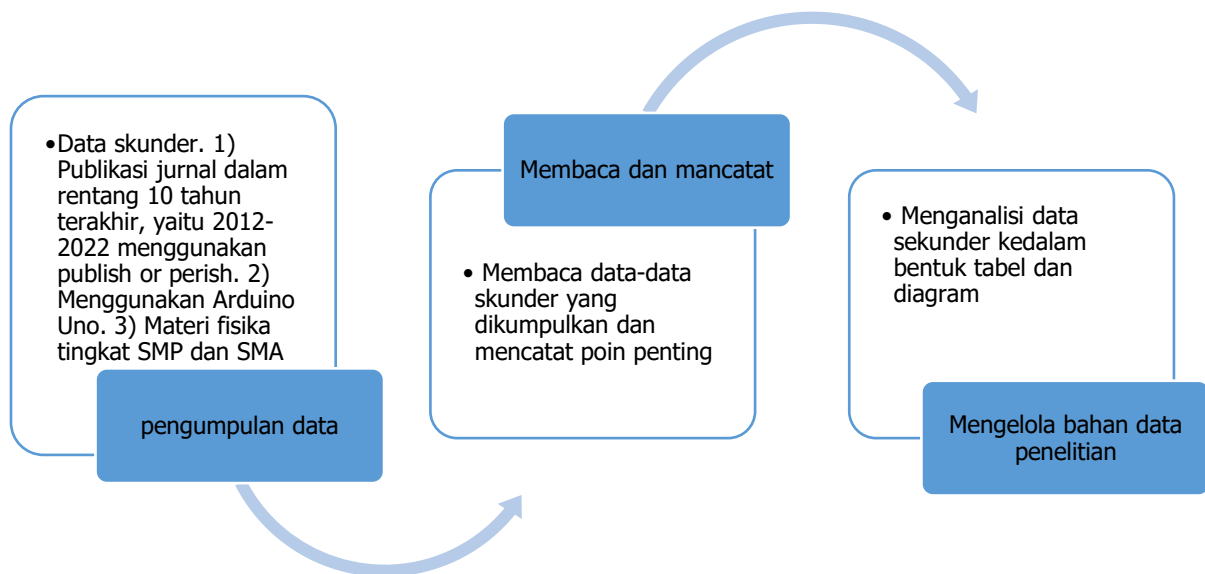 •Data skunder. 1)
Publikasi jurnal dalam
rentang 10 tahun
terakhir, yaitu 2012-
2022 menggunakan
publish or perish. 2)
Menggunakan Arduino
Uno. 3) Materi fisika
tingkat SMP dan SMA
pengumpulan data
Membaca dan mancatat
• Membaca data-data
skunder yang
dikumpulkan dan
mencatat poin penting
• Menganalisi data
sekunder kedalam
bentuk tabel dan
diagram
Mengelola bahan data
penelitian